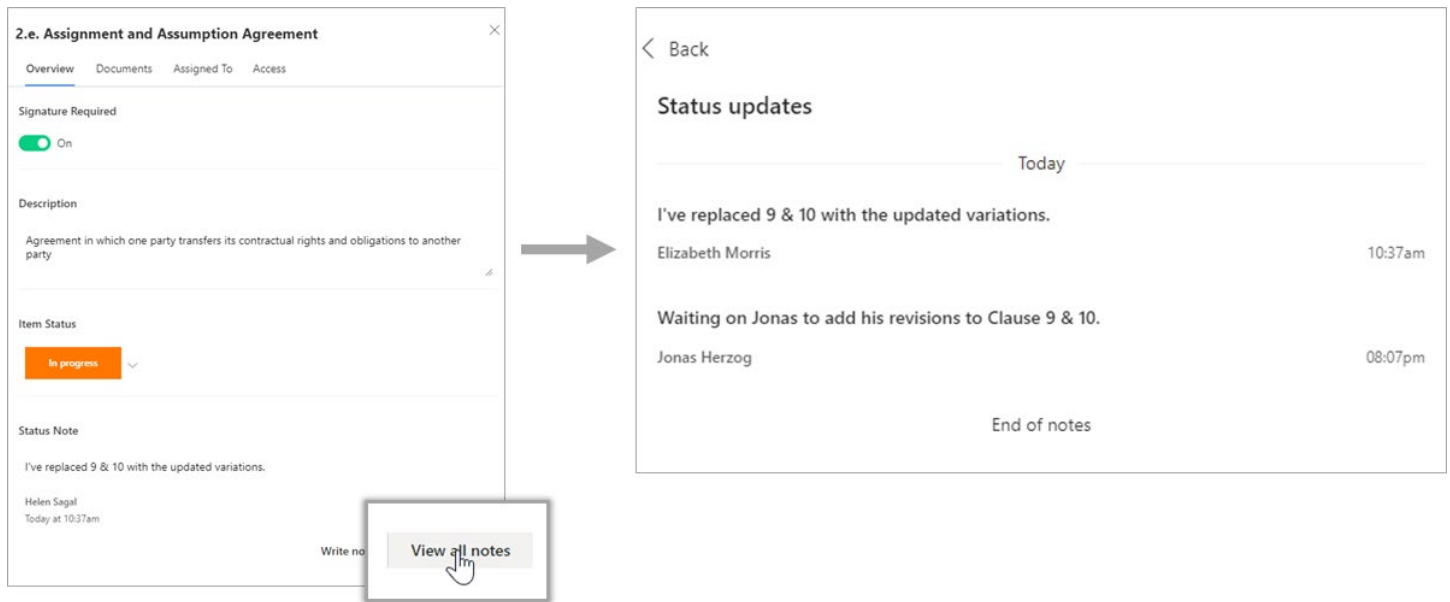 2.e. Assignment and Assumption Agreement
Overview Documents Assigned To Access
Signature Required
On
Description
Agreement in which one party transfers its contractual rights and obligations to another
party
Item Status
In progress
Status Note
I've replaced 9 & 10 with the updated variations.
Helen Sagal
Today at 10:37am
Write no
View all notes
Back
Status updates
Today
I've replaced 9 & 10 with the updated variations.
Elizabeth Morris 10:37am
Waiting on Jonas to add his revisions to Clause 9 & 10.
Jonas Herzog 08:07pm
End of notes